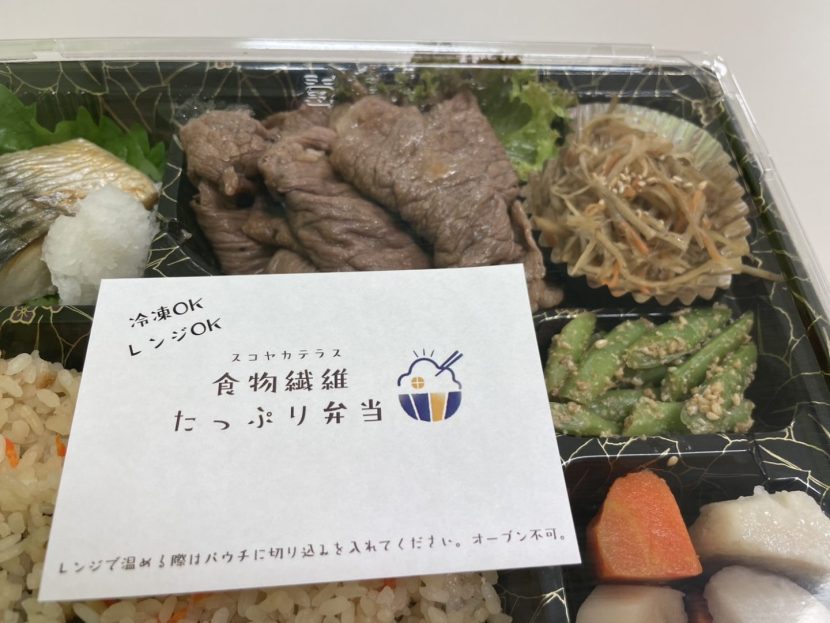 冷凍OK
レンジOK
スコヤカテラス
食物繊維
たっぷり弁当
レンジで温める際はパウチに切り込みを入れてください。オーブン不可。